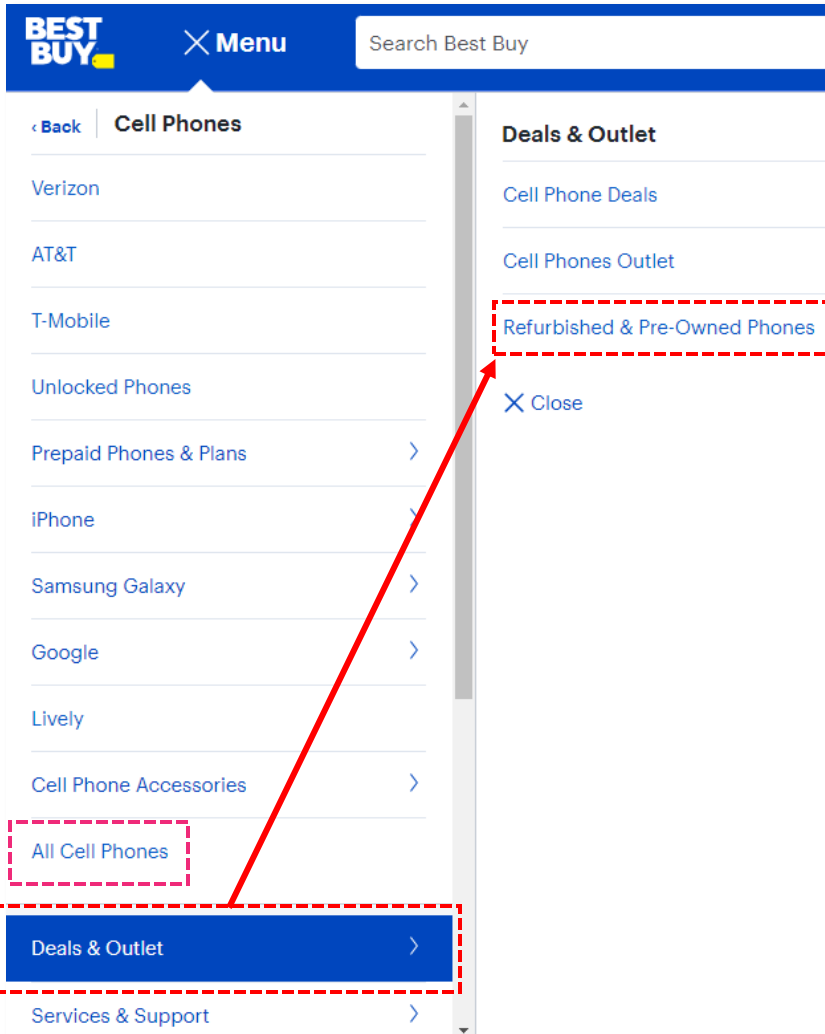 BEST
BUY
Menu
Search Best Buy
‹ Back
Cell Phones
Verizon
AT&T
T-Mobile
Unlocked Phones
Prepaid Phones & Plans
iPhone
Samsung Galaxy
Google
Lively
Cell Phone Accessories
All Cell Phones
Deals & Outlet
Services & Support
Deals & Outlet
Cell Phone Deals
Cell Phones Outlet
Refurbished & Pre-Owned Phones
Close